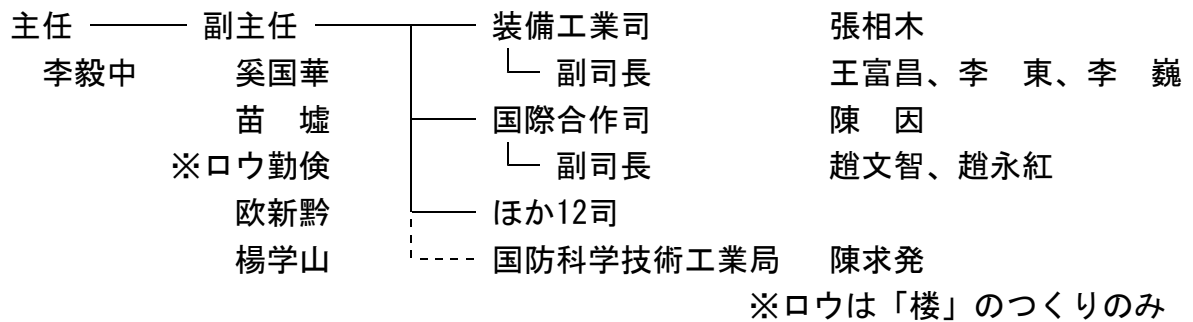 主任 副主任 装備工業司 張相木
李毅中 奚国華 副司長 王富昌、李　東、李　巍
苗　墟 国際合作司 陳　因
※ロウ勤倹 副司長 趙文智、趙永紅
欧新黔 ほか12司
楊学山 国防科学技術工業局 陳求発
※ロウは「楼」のつくりのみ